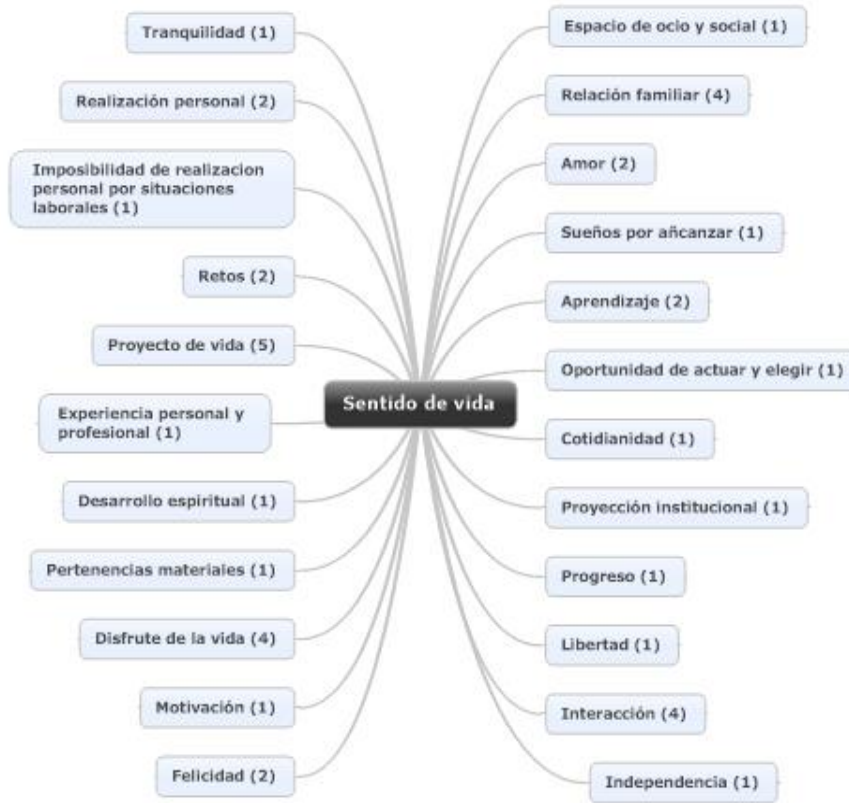 Tranquilidad (1)
Realización personal (2)
Imposibilidad de realizacion
personal por situaciones
laborales (1)
Retos (2)
Proyecto de vida (5)
Experiencia personal y
profesional (1)
Desarrollo espiritual (1)
Pertenencias materiales (1)
Disfrute de la vida (4)
Motivación (1)
Felicidad (2)
Sentido de vida
Espacio de ocio y social (1)
Relación familiar (4)
Amor (2)
Sueños por añcanzar (1)
Aprendizaje (2)
Oportunidad de actuar y elegir (1)
Cotidianidad (1)
Proyección institucional (1)
Progreso (1)
Libertad (1)
Interacción (4)
Independencia (1)